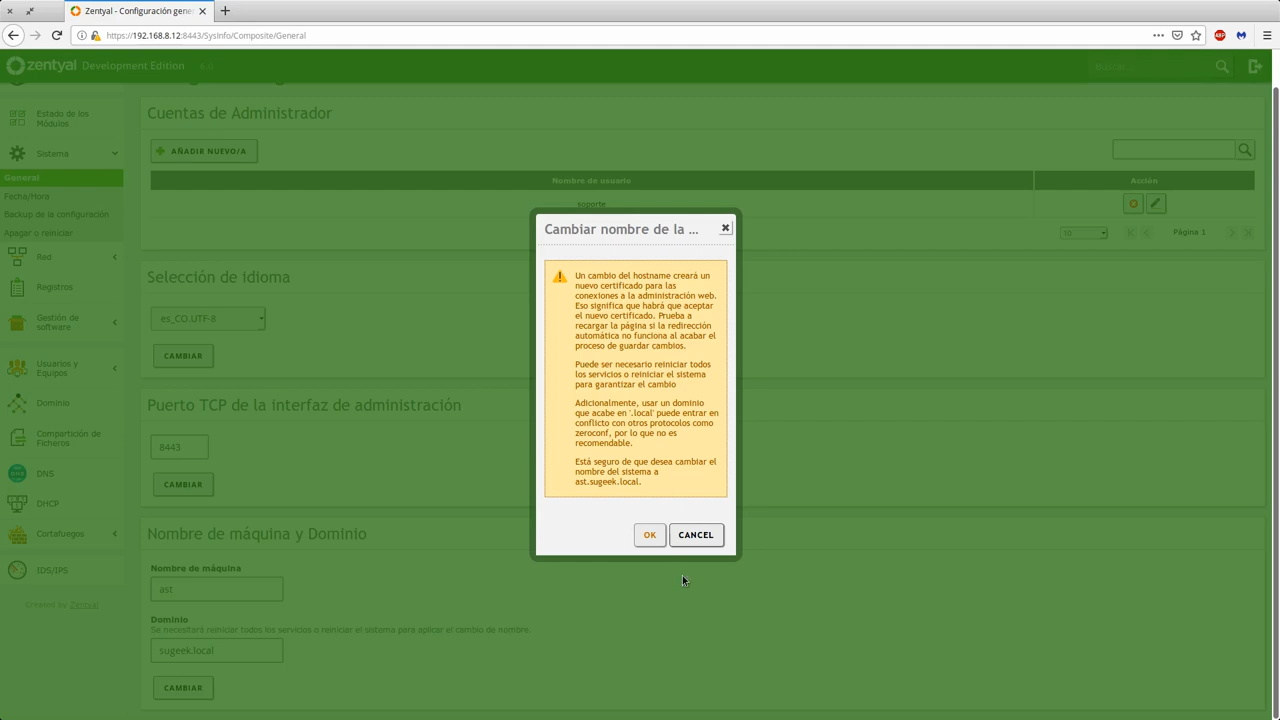 Zentyal - Configuración gene
https://192.168.8.12:8443/SysInfo/Composite/General
zentyal Development Edition
Buscar...
Estado de los
Módulos
Sistema
General
Fecha/Hora
Backup de la configuración
Apagar o reiniciar
Red
Registros
Gestión de
software
Usuarios y
Equipos
Dominio
Compartición de
Ficheros
DNS
DHCP
Cortafuegos
IDS/IPS
Created by Zentyal
Cuentas de Administrador
AÑADIR NUEVO/A
Nombre de usuario Acción
soporte
10 Página 1
Selección de idioma
es_CO.UTF-8
CAMBIAR
Puerto TCP de la interfaz de administración
8443
CAMBIAR
Nombre de máquina y Dominio
Nombre de máquina
ast
Dominio
Se necesitará reiniciar todos los servicios o reiniciar el sistema para aplicar el cambio de nombre.
sugeek.local
CAMBIAR
Cambiar nombre de la ...
Un cambio del hostname creará un
nuevo certificado para las
conexiones a la administración web.
Eso significa que habrá que aceptar
el nuevo certificado. Prueba a
recargar la página si la redirección
automática no funciona al acabar el
proceso de guardar cambios.
Puede ser necesario reiniciar todos
los servicios o reiniciar el sistema
para garantizar el cambio
Adicionalmente, usar un dominio
que acabe en '.local' puede entrar en
conflicto con otros protocolos como
zeroconf, por lo que no es
recomendable.
Está seguro de que desea cambiar el
nombre del sistema a
ast.sugeek.local.
OK CANCEL